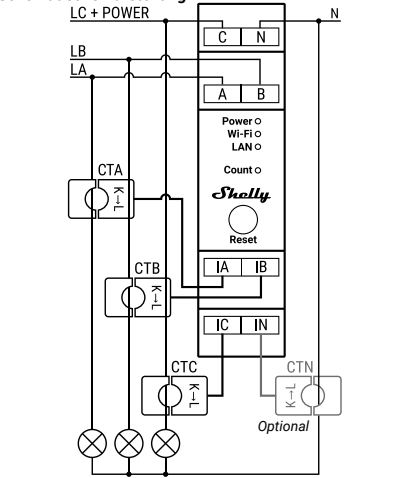 LC + POWER
N
C N
LB
LA
A B
Power
Wi-Fi
LAN
Count
Shelly
Reset
CTA
K→L
IA IB
CTB
K→L
IC IN
CTC
K→L
CTN
K→L
Optional